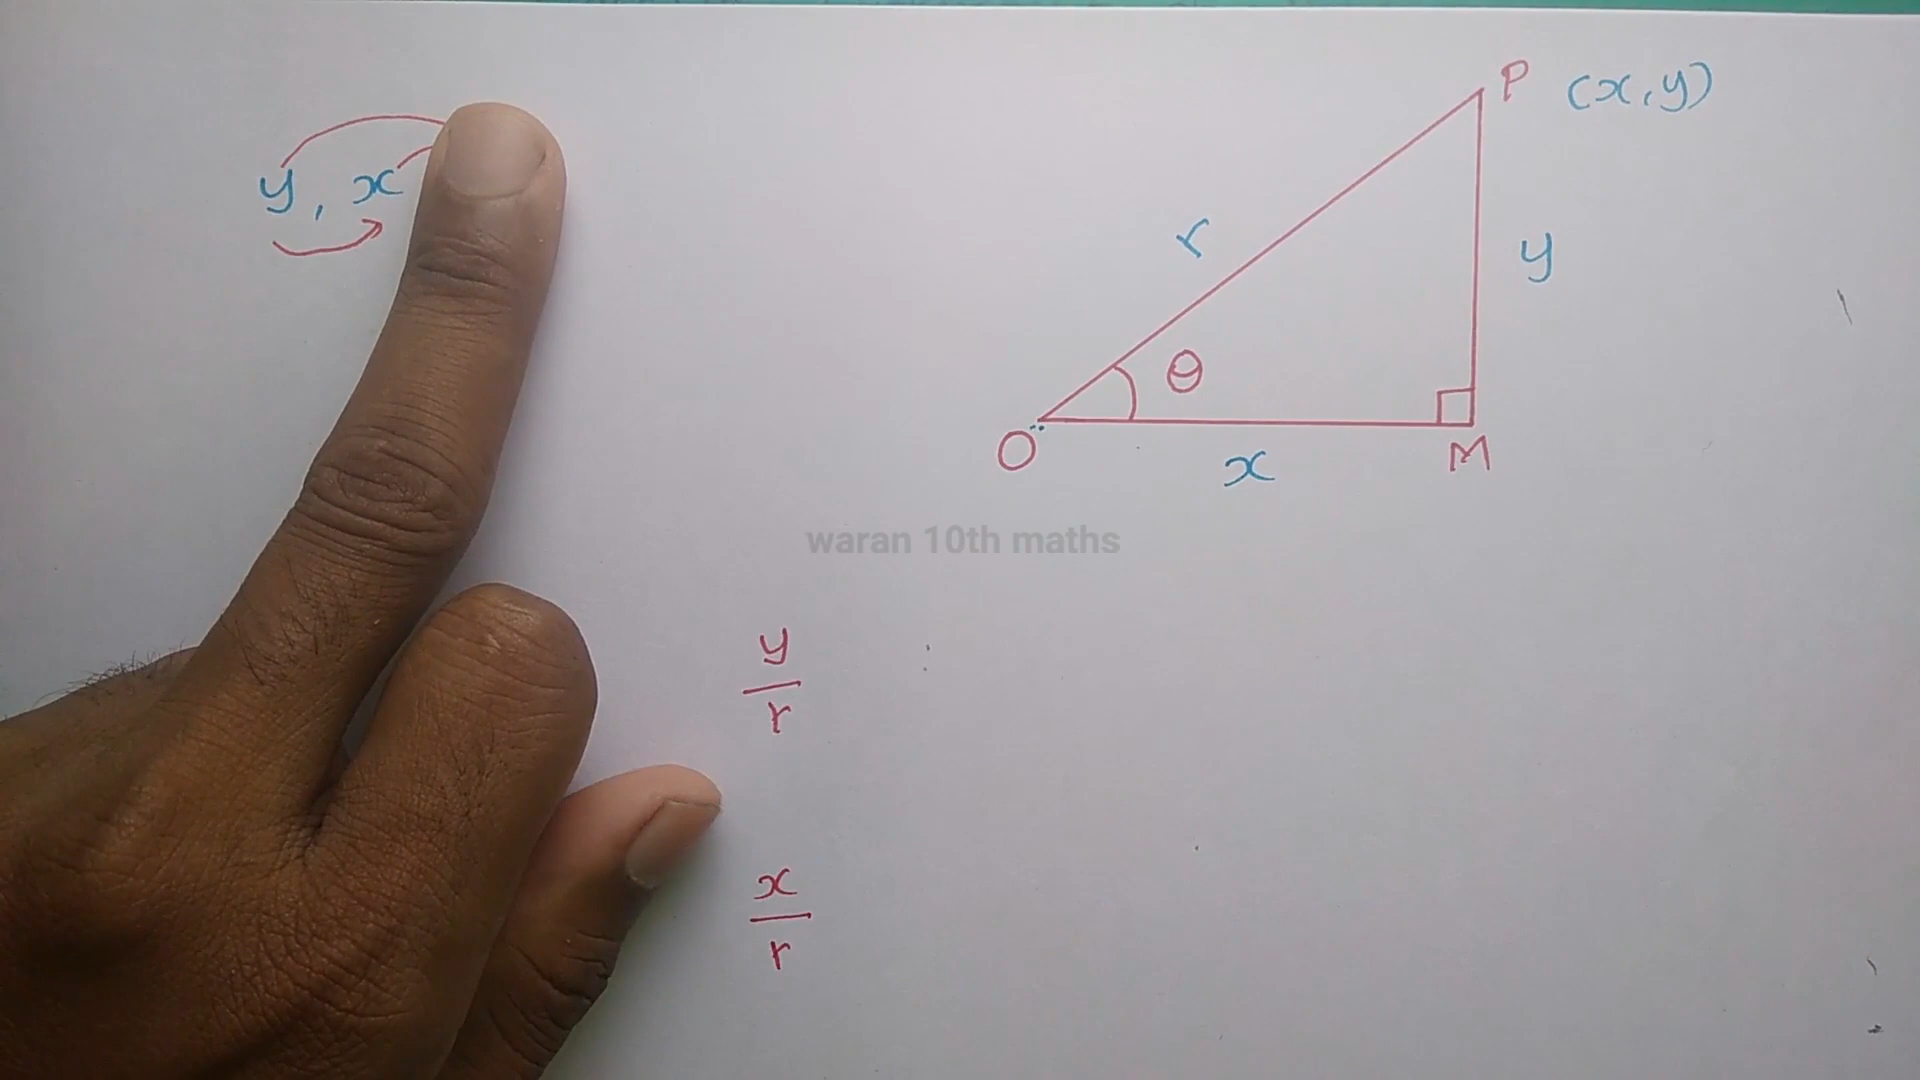 y, x
P (x,y)
r
y
θ
O
x
M
waran 10th maths
y
r
x
r